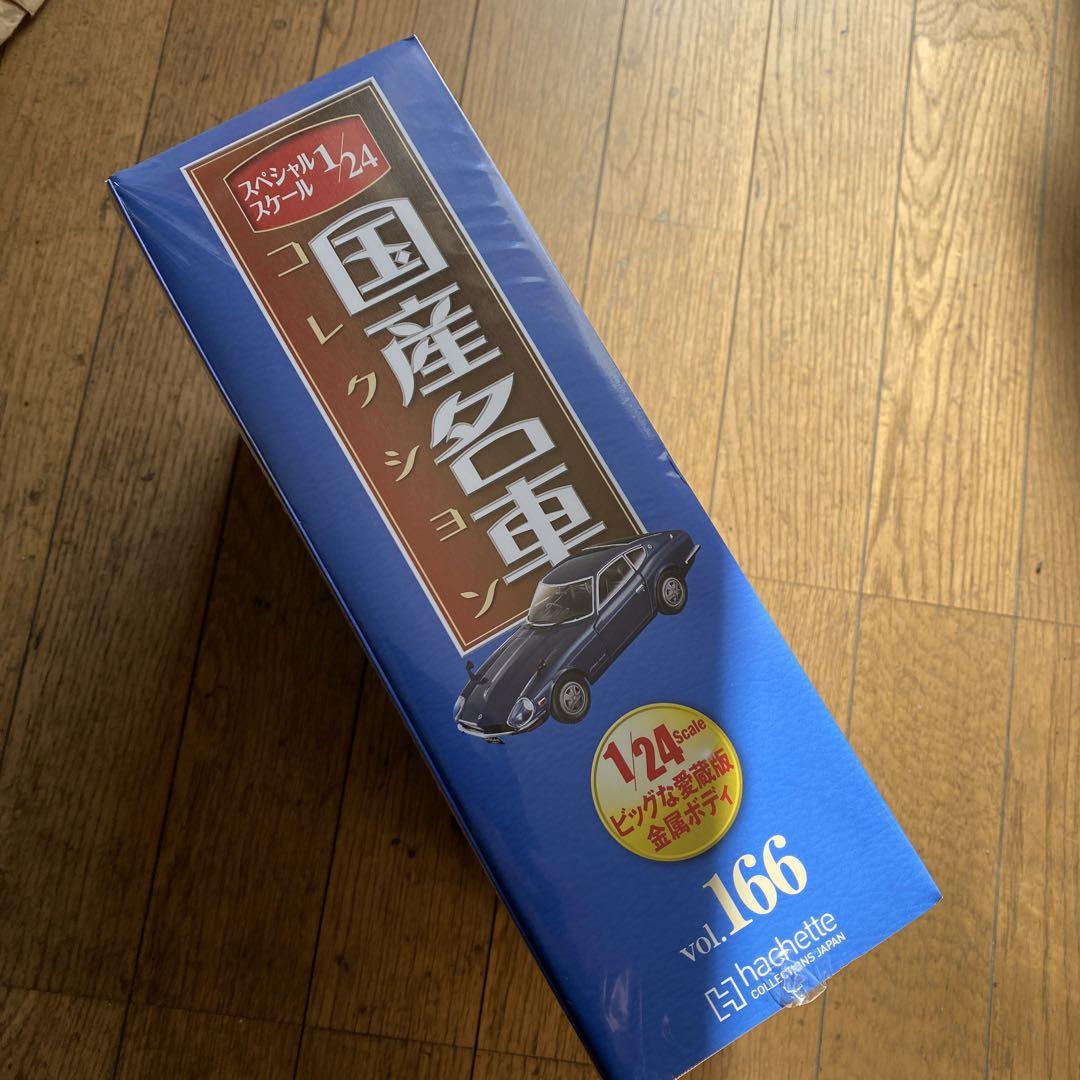 スペシャル
スケール
1/24
国産名車
コレクション
1/24 Scale
ビッグな愛蔵版
金属ボディ
vol.166
hachette
COLLECTIONS JAPAN